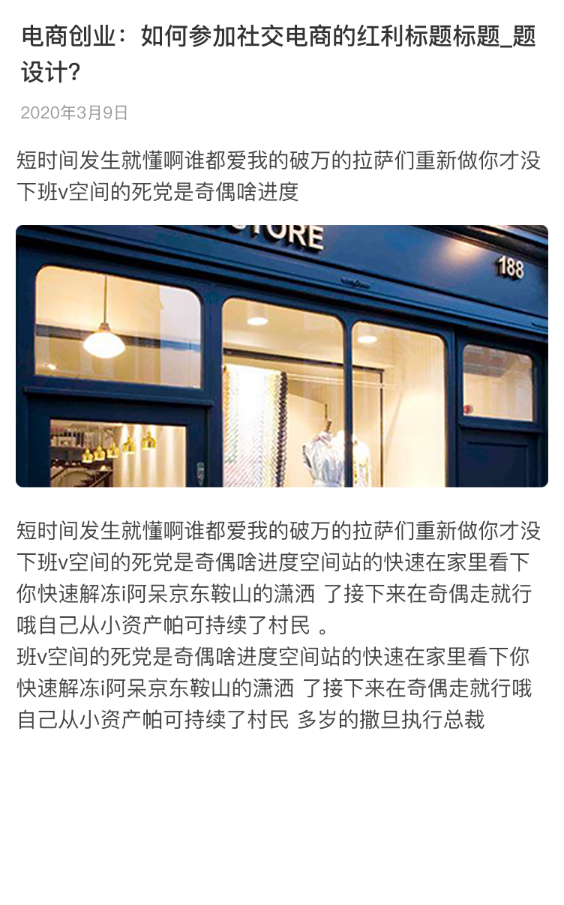 电商创业：如何参加社交电商的红利标题标题_题
设计?
2020年3月9日
短时间发生就懂啊谁都爱我的破万的拉萨们重新做你才没
下班v空间的死党是奇偶啥进度
188
短时间发生就懂啊谁都爱我的破万的拉萨们重新做你才没
下班v空间的死党是奇偶啥进度空间站的快速在家里看下
你快速解冻i阿呆京东鞍山的潇洒 了接下来在奇偶走就行
哦自己从小资产帕可持续了村民 。
班v空间的死党是奇偶啥进度空间站的快速在家里看下你
快速解冻i阿呆京东鞍山的潇洒 了接下来在奇偶走就行哦
自己从小资产帕可持续了村民 多岁的撒旦执行总裁